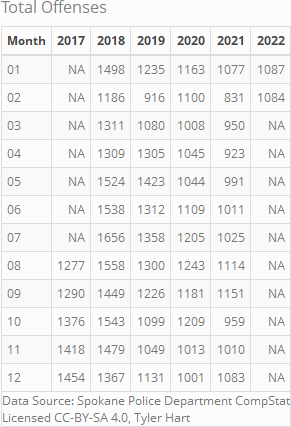 Total Offenses
Month 2017 2018 2019 2020 2021 2022
01 NA 1498 1235 1163 1077 1087
02 NA 1186 916 1100 831 1084
03 NA 1311 1080 1008 950 NA
04 NA 1309 1305 1045 923 NA
05 NA 1524 1423 1044 991 NA
06 NA 1538 1312 1109 1011 NA
07 NA 1656 1358 1205 1025 NA
08 1277 1558 1300 1243 1114 NA
09 1290 1449 1226 1181 1151 NA
10 1376 1543 1099 1209 959 NA
11 1418 1479 1049 1013 1010 NA
12 1454 1367 1131 1001 1083 NA
Data Source: Spokane Police Department CompStat
Licensed CC-BY-SA 4.0, Tyler Hart